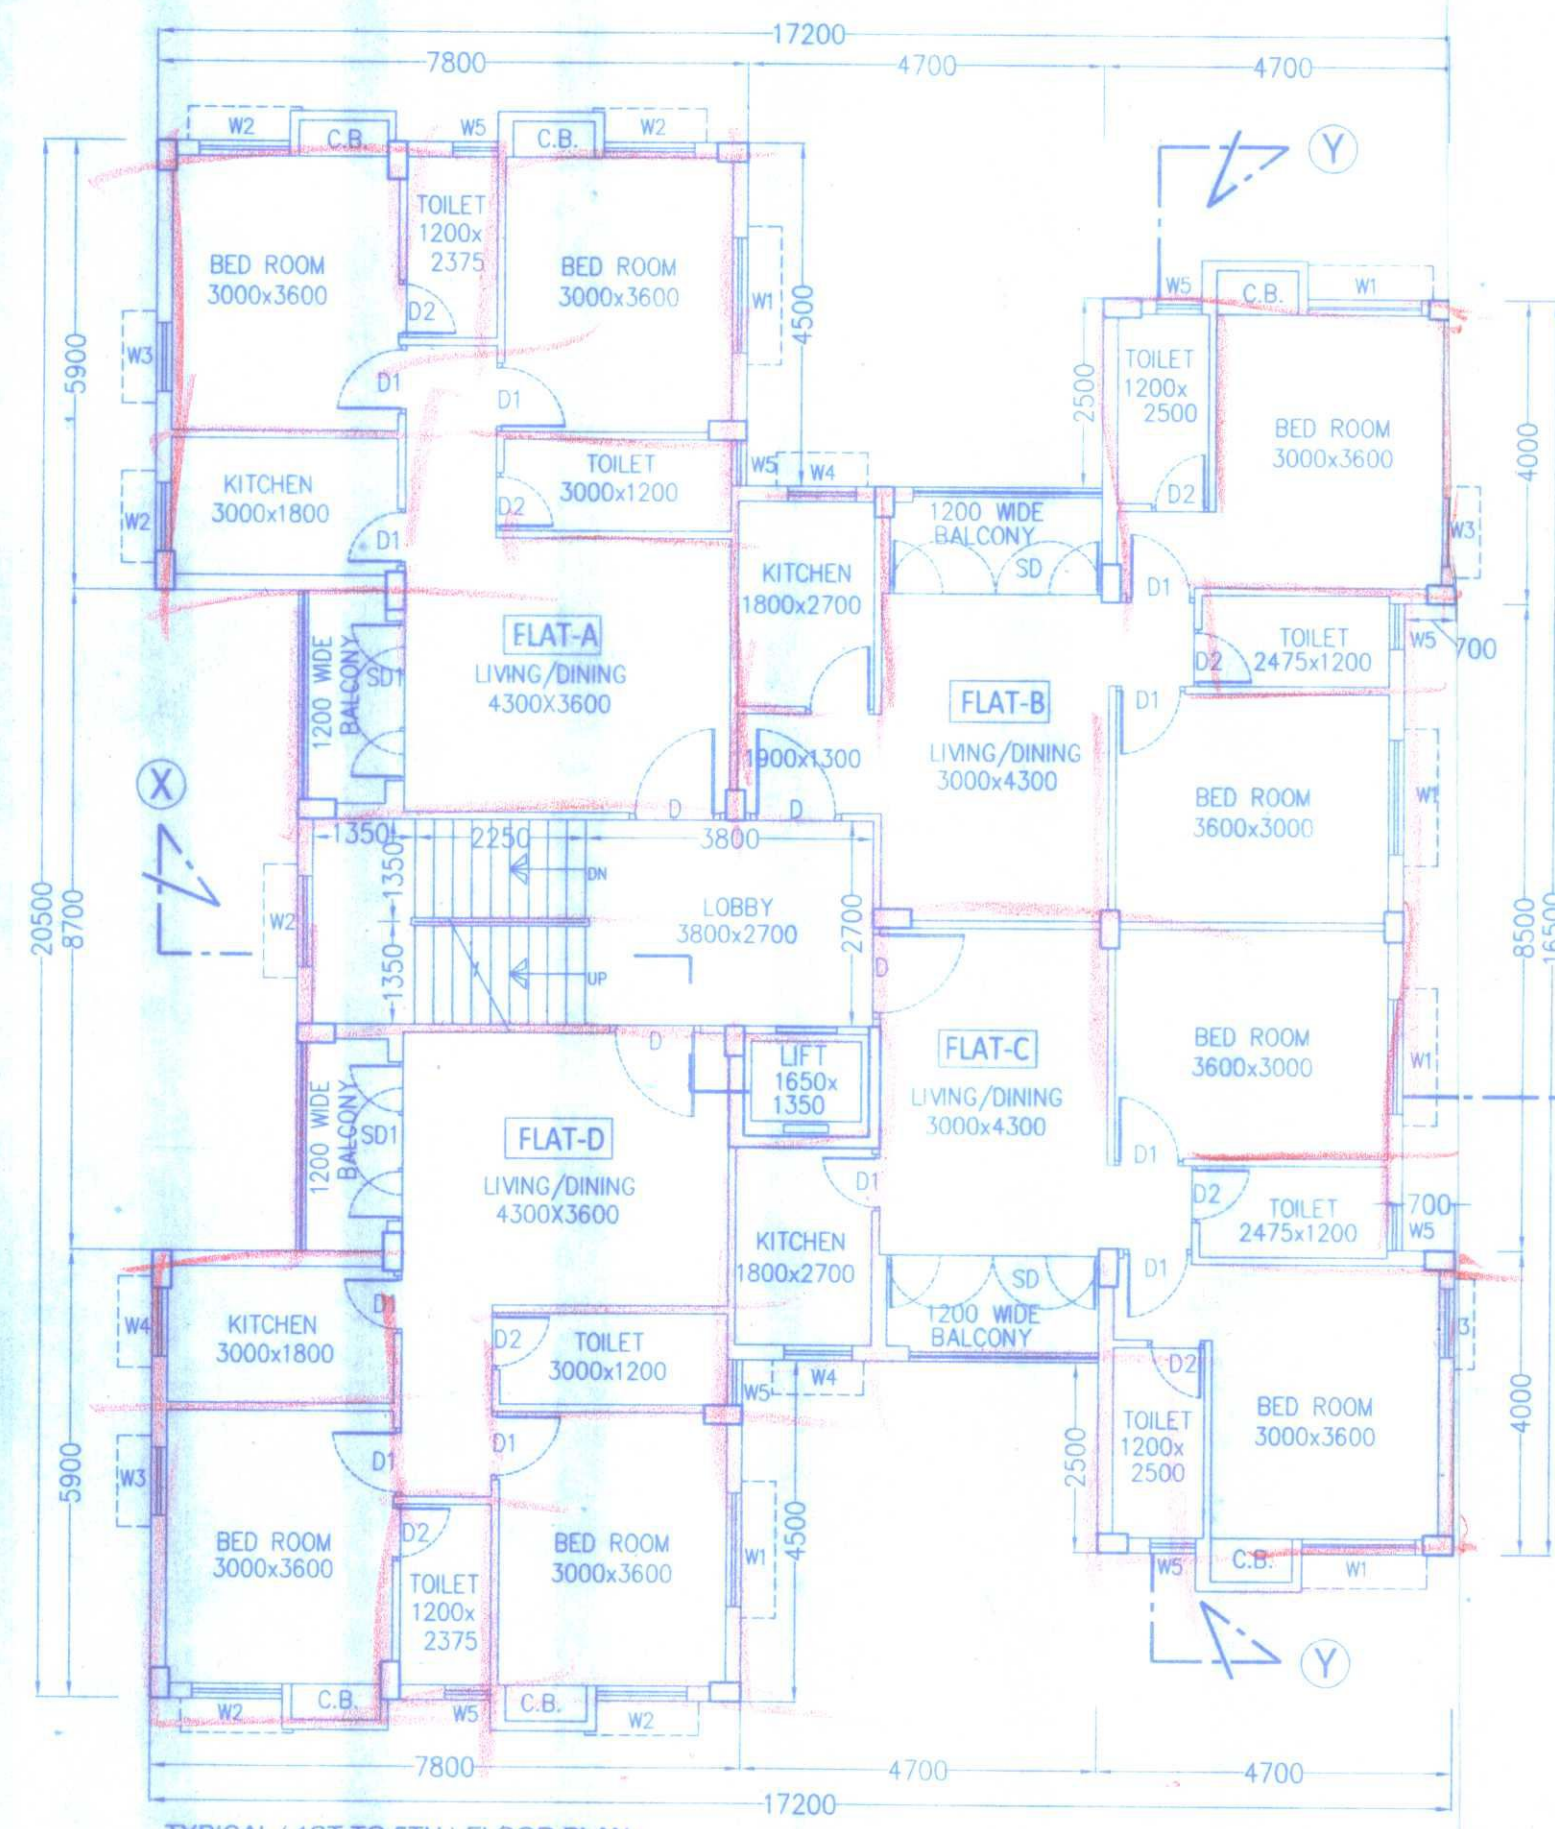 17200
7800
4700
4700
W2
C.B.
W5
C.B.
W2
Y
TOILET
1200x
2375
BED ROOM
3000x3600
BED ROOM
3000x3600
D2
W1
4500
W5
C.B.
W1
5900
W3
D1
D1
2500
TOILET
1200x
2500
BED ROOM
3000x3600
4000
KITCHEN
3000x1800
TOILET
3000x1200
W5
W4
D2
W2
D2
D1
1200 WIDE
BALCONY
SD
W3
KITCHEN
1800x2700
D1
1200 WIDE
BALCONY
SD1
FLAT-A
LIVING/DINING
4300X3600
TOILET
2475x1200
D2
W5
700
FLAT-B
LIVING/DINING
3000x4300
D1
1900x1300
BED ROOM
3600x3000
W1
X
D
D
1350
2250
3800
1350
DN
20500
8700
W2
LOBBY
3800x2700
2700
8500
16500
1350
UP
D
D
LIFT
1650x
1350
FLAT-C
LIVING/DINING
3000x4300
BED ROOM
3600x3000
W1
1200 WIDE
BALCONY
SD1
FLAT-D
LIVING/DINING
4300X3600
D1
D1
D2
TOILET
2475x1200
700
W5
KITCHEN
1800x2700
SD
1200 WIDE
BALCONY
D1
W4
KITCHEN
3000x1800
D2
TOILET
3000x1200
W5
W4
D2
3
5900
W3
D1
D1
2500
TOILET
1200x
2500
BED ROOM
3000x3600
4000
BED ROOM
3000x3600
D2
TOILET
1200x
2375
BED ROOM
3000x3600
W1
4500
W5
C.B.
W1
W2
C.B.
W5
C.B.
W2
Y
7800
4700
4700
17200